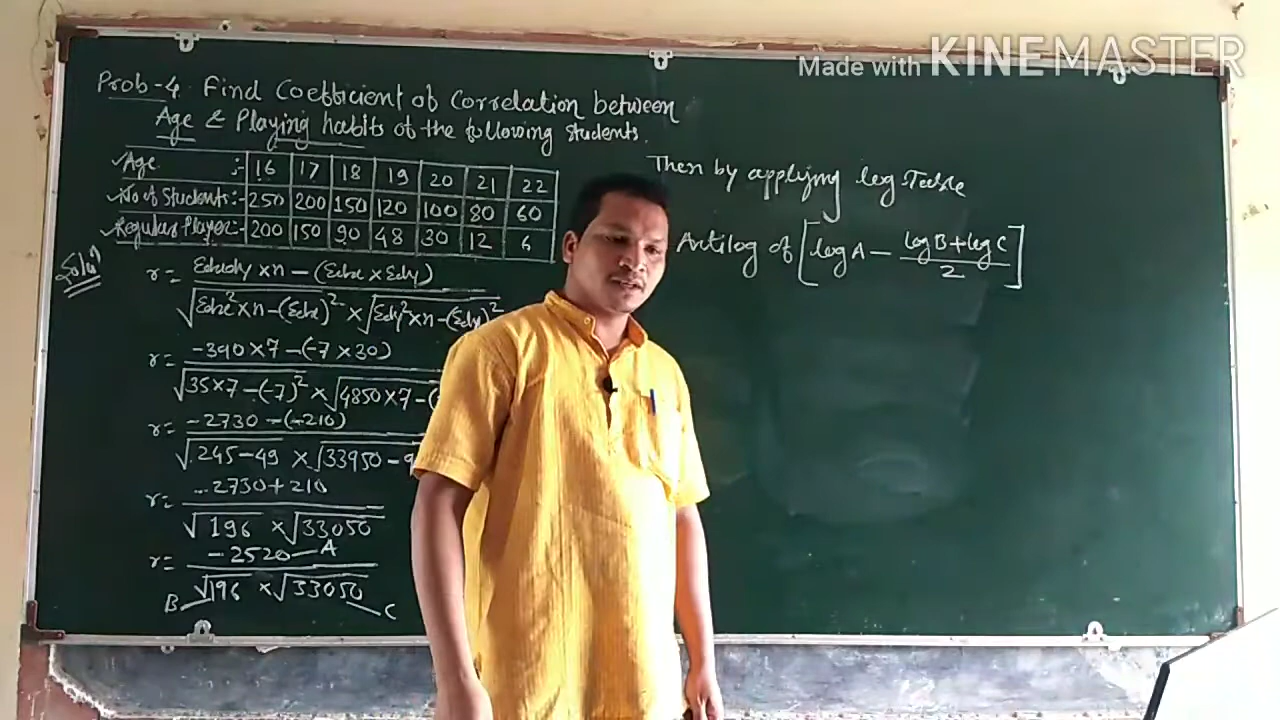 Made with KINEMASTER
Prob-4 Find Coefficient of Correlation between
Age & Playing habits of the following students.
✓Age :- 16 17 18 19 20 21 22
✓No of Students:- 250 200 150 120 100 80 60
✓Regular Player:- 200 150 90 48 30 12 6
Solⁿ
r = Σdxdy × n − (Σdx × Σdy)
√Σdx² × n − (Σdx)² × √Σdy² × n − (Σdy)²
r = -390×7 − (-7 × 30)
√35×7 − (-7)² × √4850×7 − (
r = -2730 − (-210)
√245−49 × √33950 − 9
r = -2730 + 210
√196 × √33050
r = -2520 — A
B √196 × √33050 C
Then by applying log Table
Antilog of [log A − log B + log C / 2]